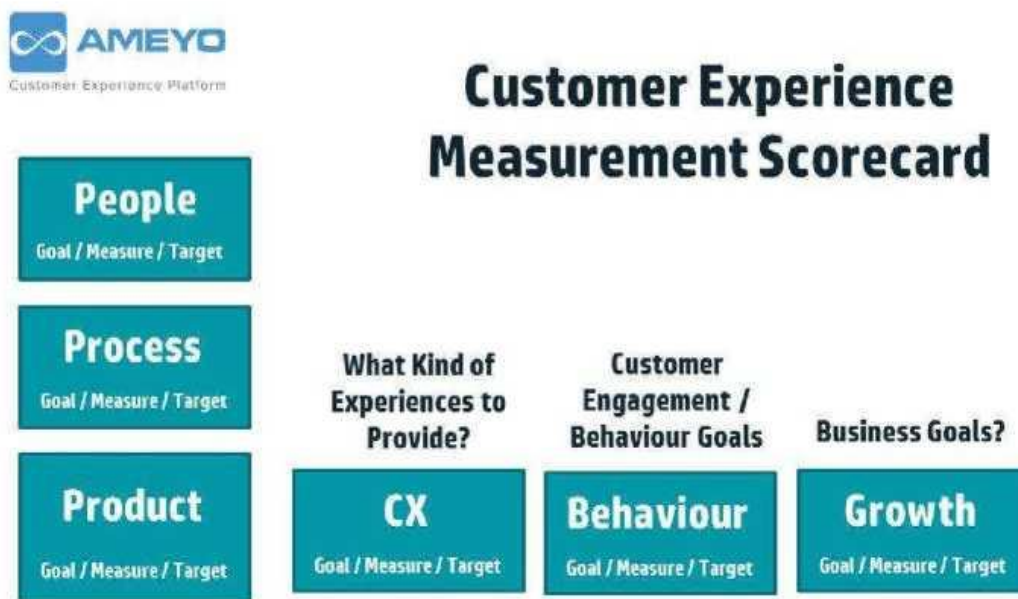 AMEYO
Customer Experience Platform
Customer Experience
Measurement Scorecard
People
Goal / Measure / Target
Process
Goal / Measure / Target
Product
Goal / Measure / Target
What Kind of
Experiences to
Provide?
CX
Goal / Measure / Target
Customer
Engagement /
Behaviour Goals
Behaviour
Goal / Measure / Target
Business Goals?
Growth
Goal / Measure / Target